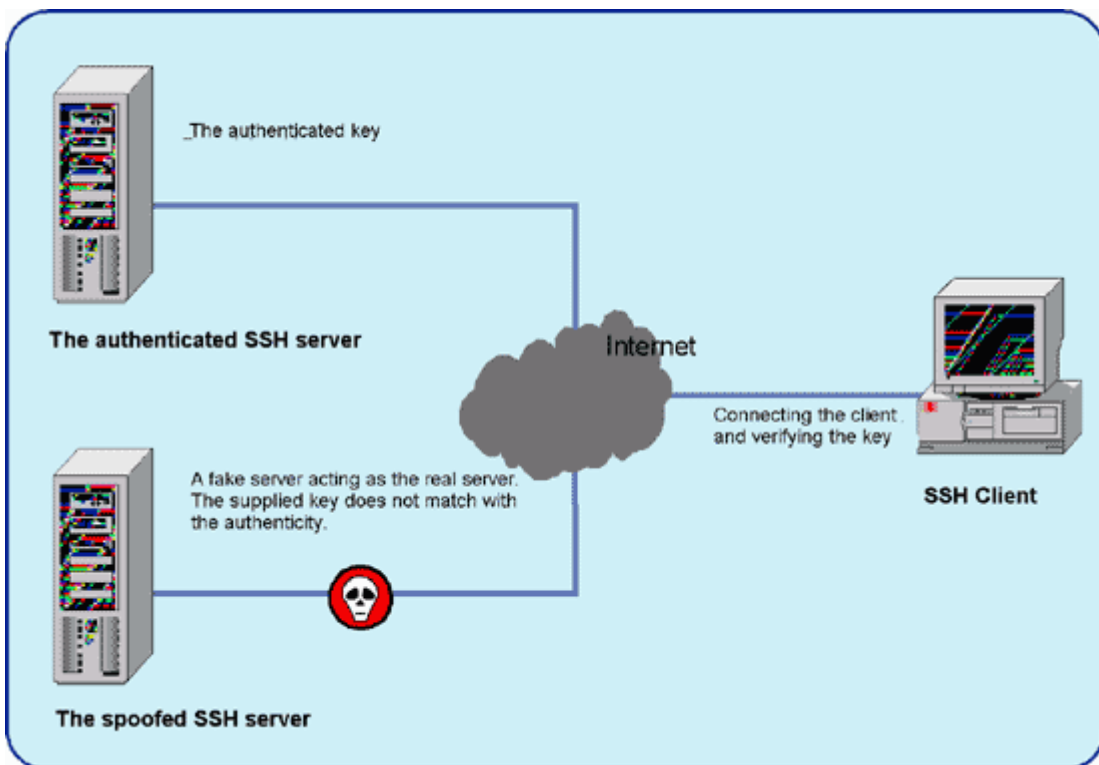 _The authenticated key
The authenticated SSH server
Internet
Connecting the client
and verifying the key
SSH Client
A fake server acting as the real server.
The supplied key does not match with
the authenticity.
The spoofed SSH server